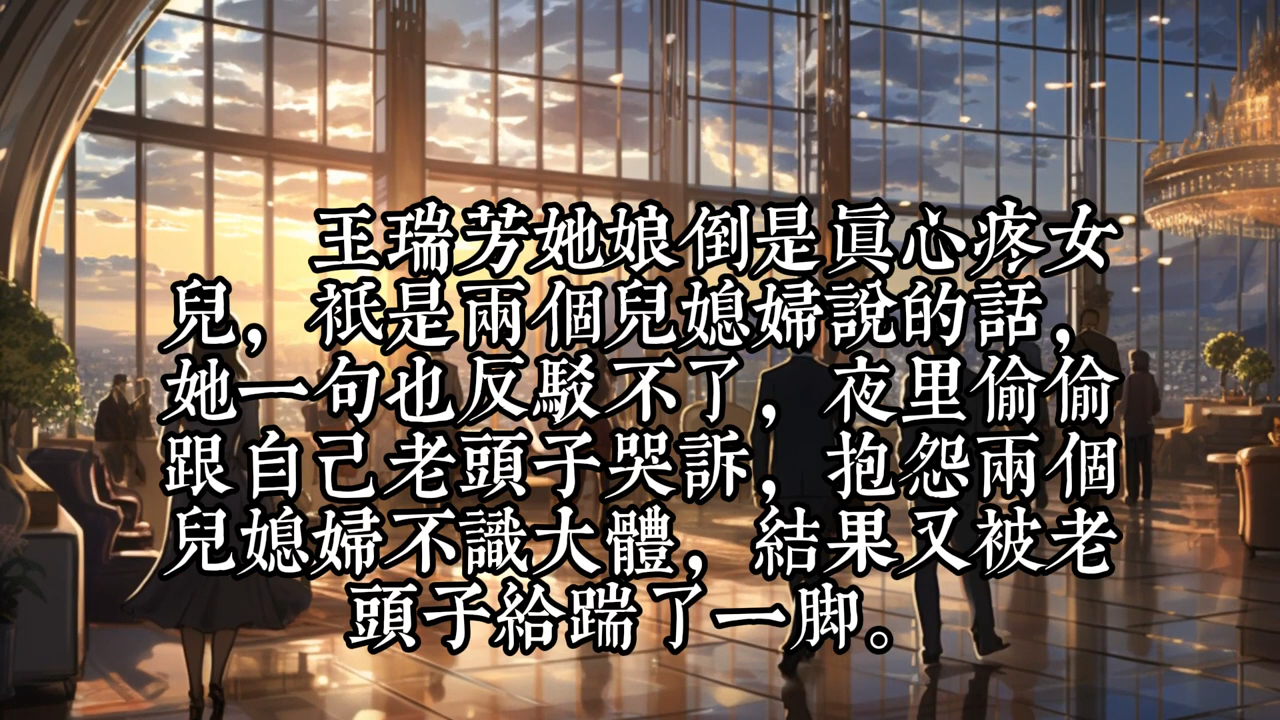 王瑞芳她娘倒是眞心疼女
兒，祇是兩個兒媳婦說的話，
她一句也反駁不了，夜里偷偷
跟自己老頭子哭訴，抱怨兩個
兒媳婦不識大體，結果又被老
頭子給踹了一脚。